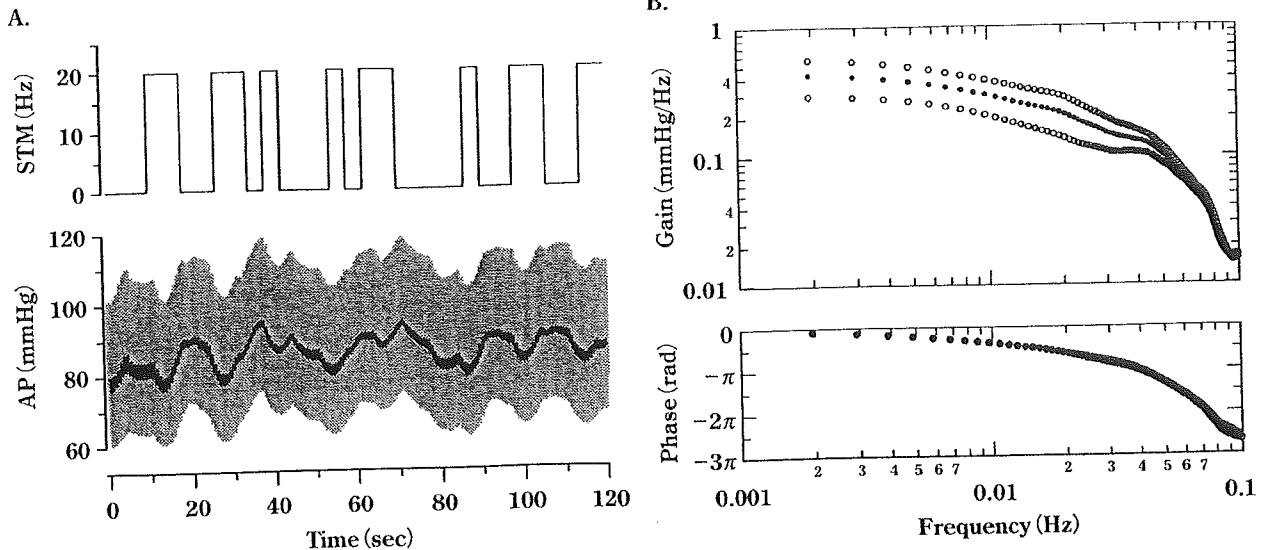 A.
STM (Hz)
20
10
0
AP (mmHg)
120
100
80
60
0 20 40 60 80 100 120
Time (sec)
B.
Gain (mmHg/Hz)
1
4
2
0.1
4
2
0.01
Phase (rad)
0
−π
−2π
−3π
2 3 4 5 6 7 2 3 4 5 6 7
0.001 0.01 0.1
Frequency (Hz)